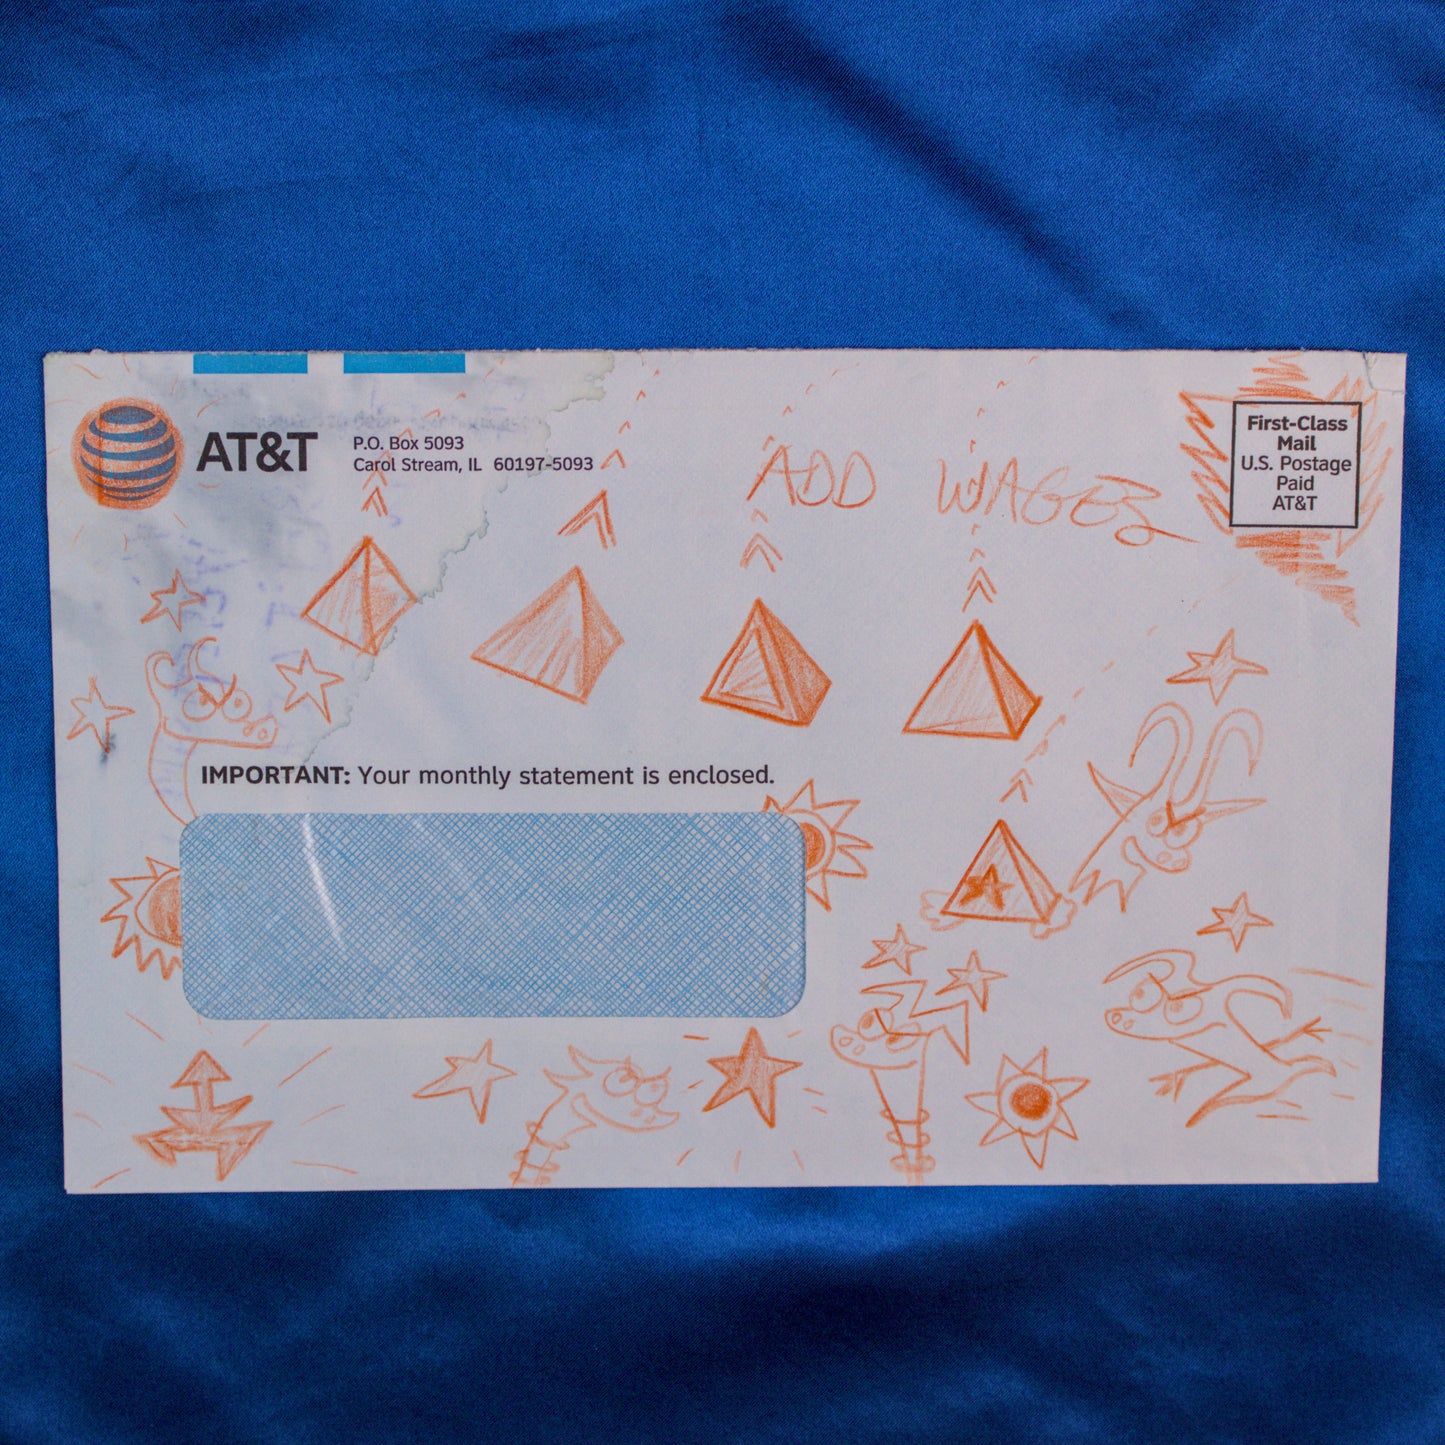 AT&T
P.O. Box 5093
Carol Stream, IL 60197-5093
ADD WAGES
First-Class
Mail
U.S. Postage
Paid
AT&T
IMPORTANT: Your monthly statement is enclosed.